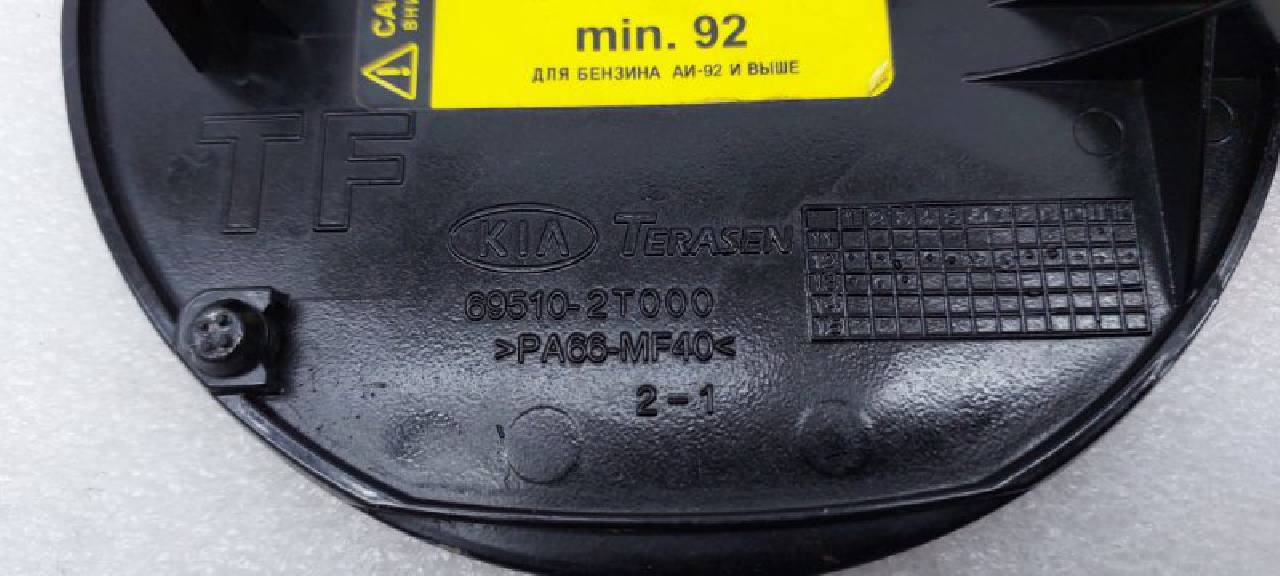 min. 92
ДЛЯ БЕНЗИНА АИ-92 И ВЫШЕ
TF
KIA TERASEN
69510-2T000
>PA66-MF40<
2-1